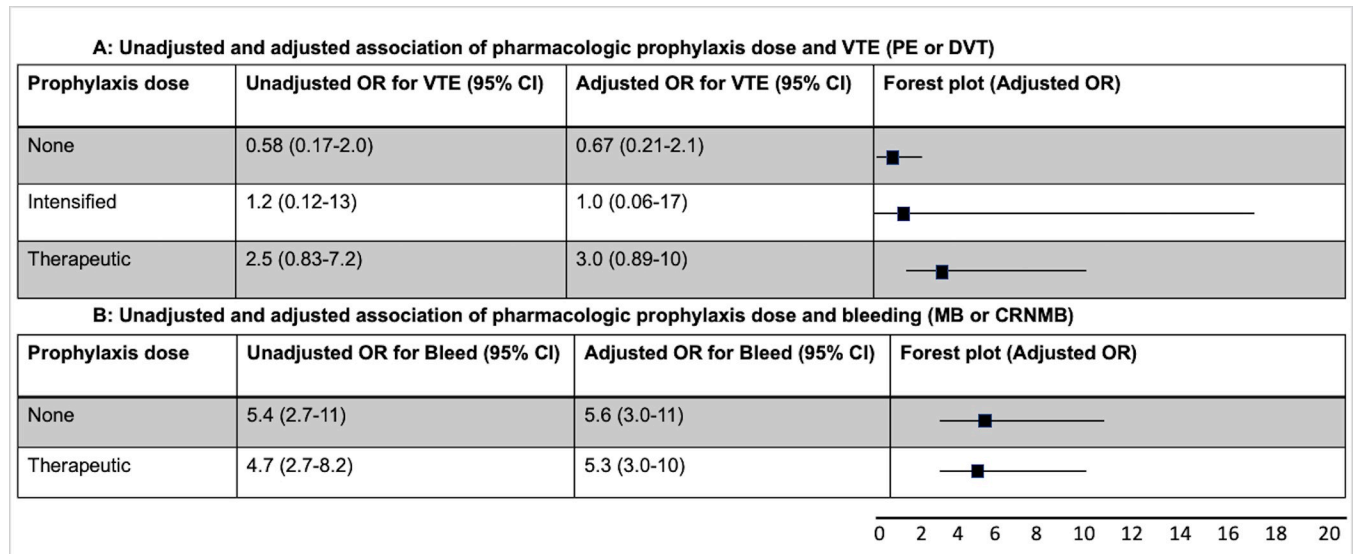 A: Unadjusted and adjusted association of pharmacologic prophylaxis dose and VTE (PE or DVT)
Prophylaxis dose Unadjusted OR for VTE (95% CI) Adjusted OR for VTE (95% CI) Forest plot (Adjusted OR)
None 0.58 (0.17-2.0) 0.67 (0.21-2.1)
Intensified 1.2 (0.12-13) 1.0 (0.06-17)
Therapeutic 2.5 (0.83-7.2) 3.0 (0.89-10)
B: Unadjusted and adjusted association of pharmacologic prophylaxis dose and bleeding (MB or CRNMB)
Prophylaxis dose Unadjusted OR for Bleed (95% CI) Adjusted OR for Bleed (95% CI) Forest plot (Adjusted OR)
None 5.4 (2.7-11) 5.6 (3.0-11)
Therapeutic 4.7 (2.7-8.2) 5.3 (3.0-10)
0 2 4 6 8 10 12 14 16 18 20